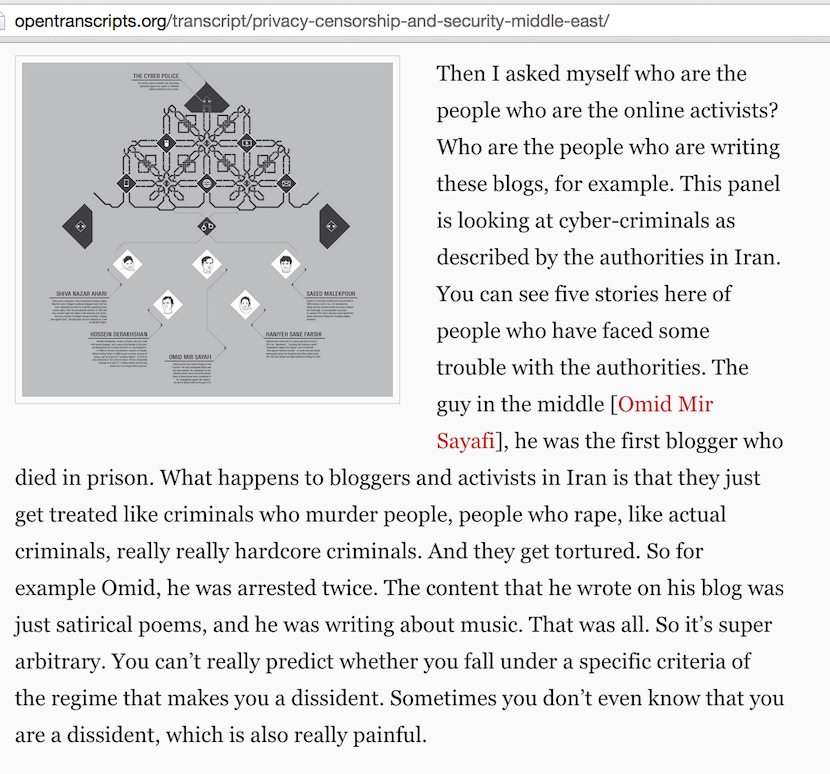 opentranscripts.org/transcript/privacy-censorship-and-security-middle-east/
THE CYBER POLICE
SHIVA NAZAR AHARI
HOSSEIN DERAKHSHAN
OMID MIR SAYAFI
HANIYEH SANE FARSHI
SAEED MALEKPOUR
Then I asked myself who are the
people who are the online activists?
Who are the people who are writing
these blogs, for example. This panel
is looking at cyber-criminals as
described by the authorities in Iran.
You can see five stories here of
people who have faced some
trouble with the authorities. The
guy in the middle [Omid Mir
Sayafi], he was the first blogger who
died in prison. What happens to bloggers and activists in Iran is that they just
get treated like criminals who murder people, people who rape, like actual
criminals, really really hardcore criminals. And they get tortured. So for
example Omid, he was arrested twice. The content that he wrote on his blog was
just satirical poems, and he was writing about music. That was all. So it’s super
arbitrary. You can’t really predict whether you fall under a specific criteria of
the regime that makes you a dissident. Sometimes you don’t even know that you
are a dissident, which is also really painful.